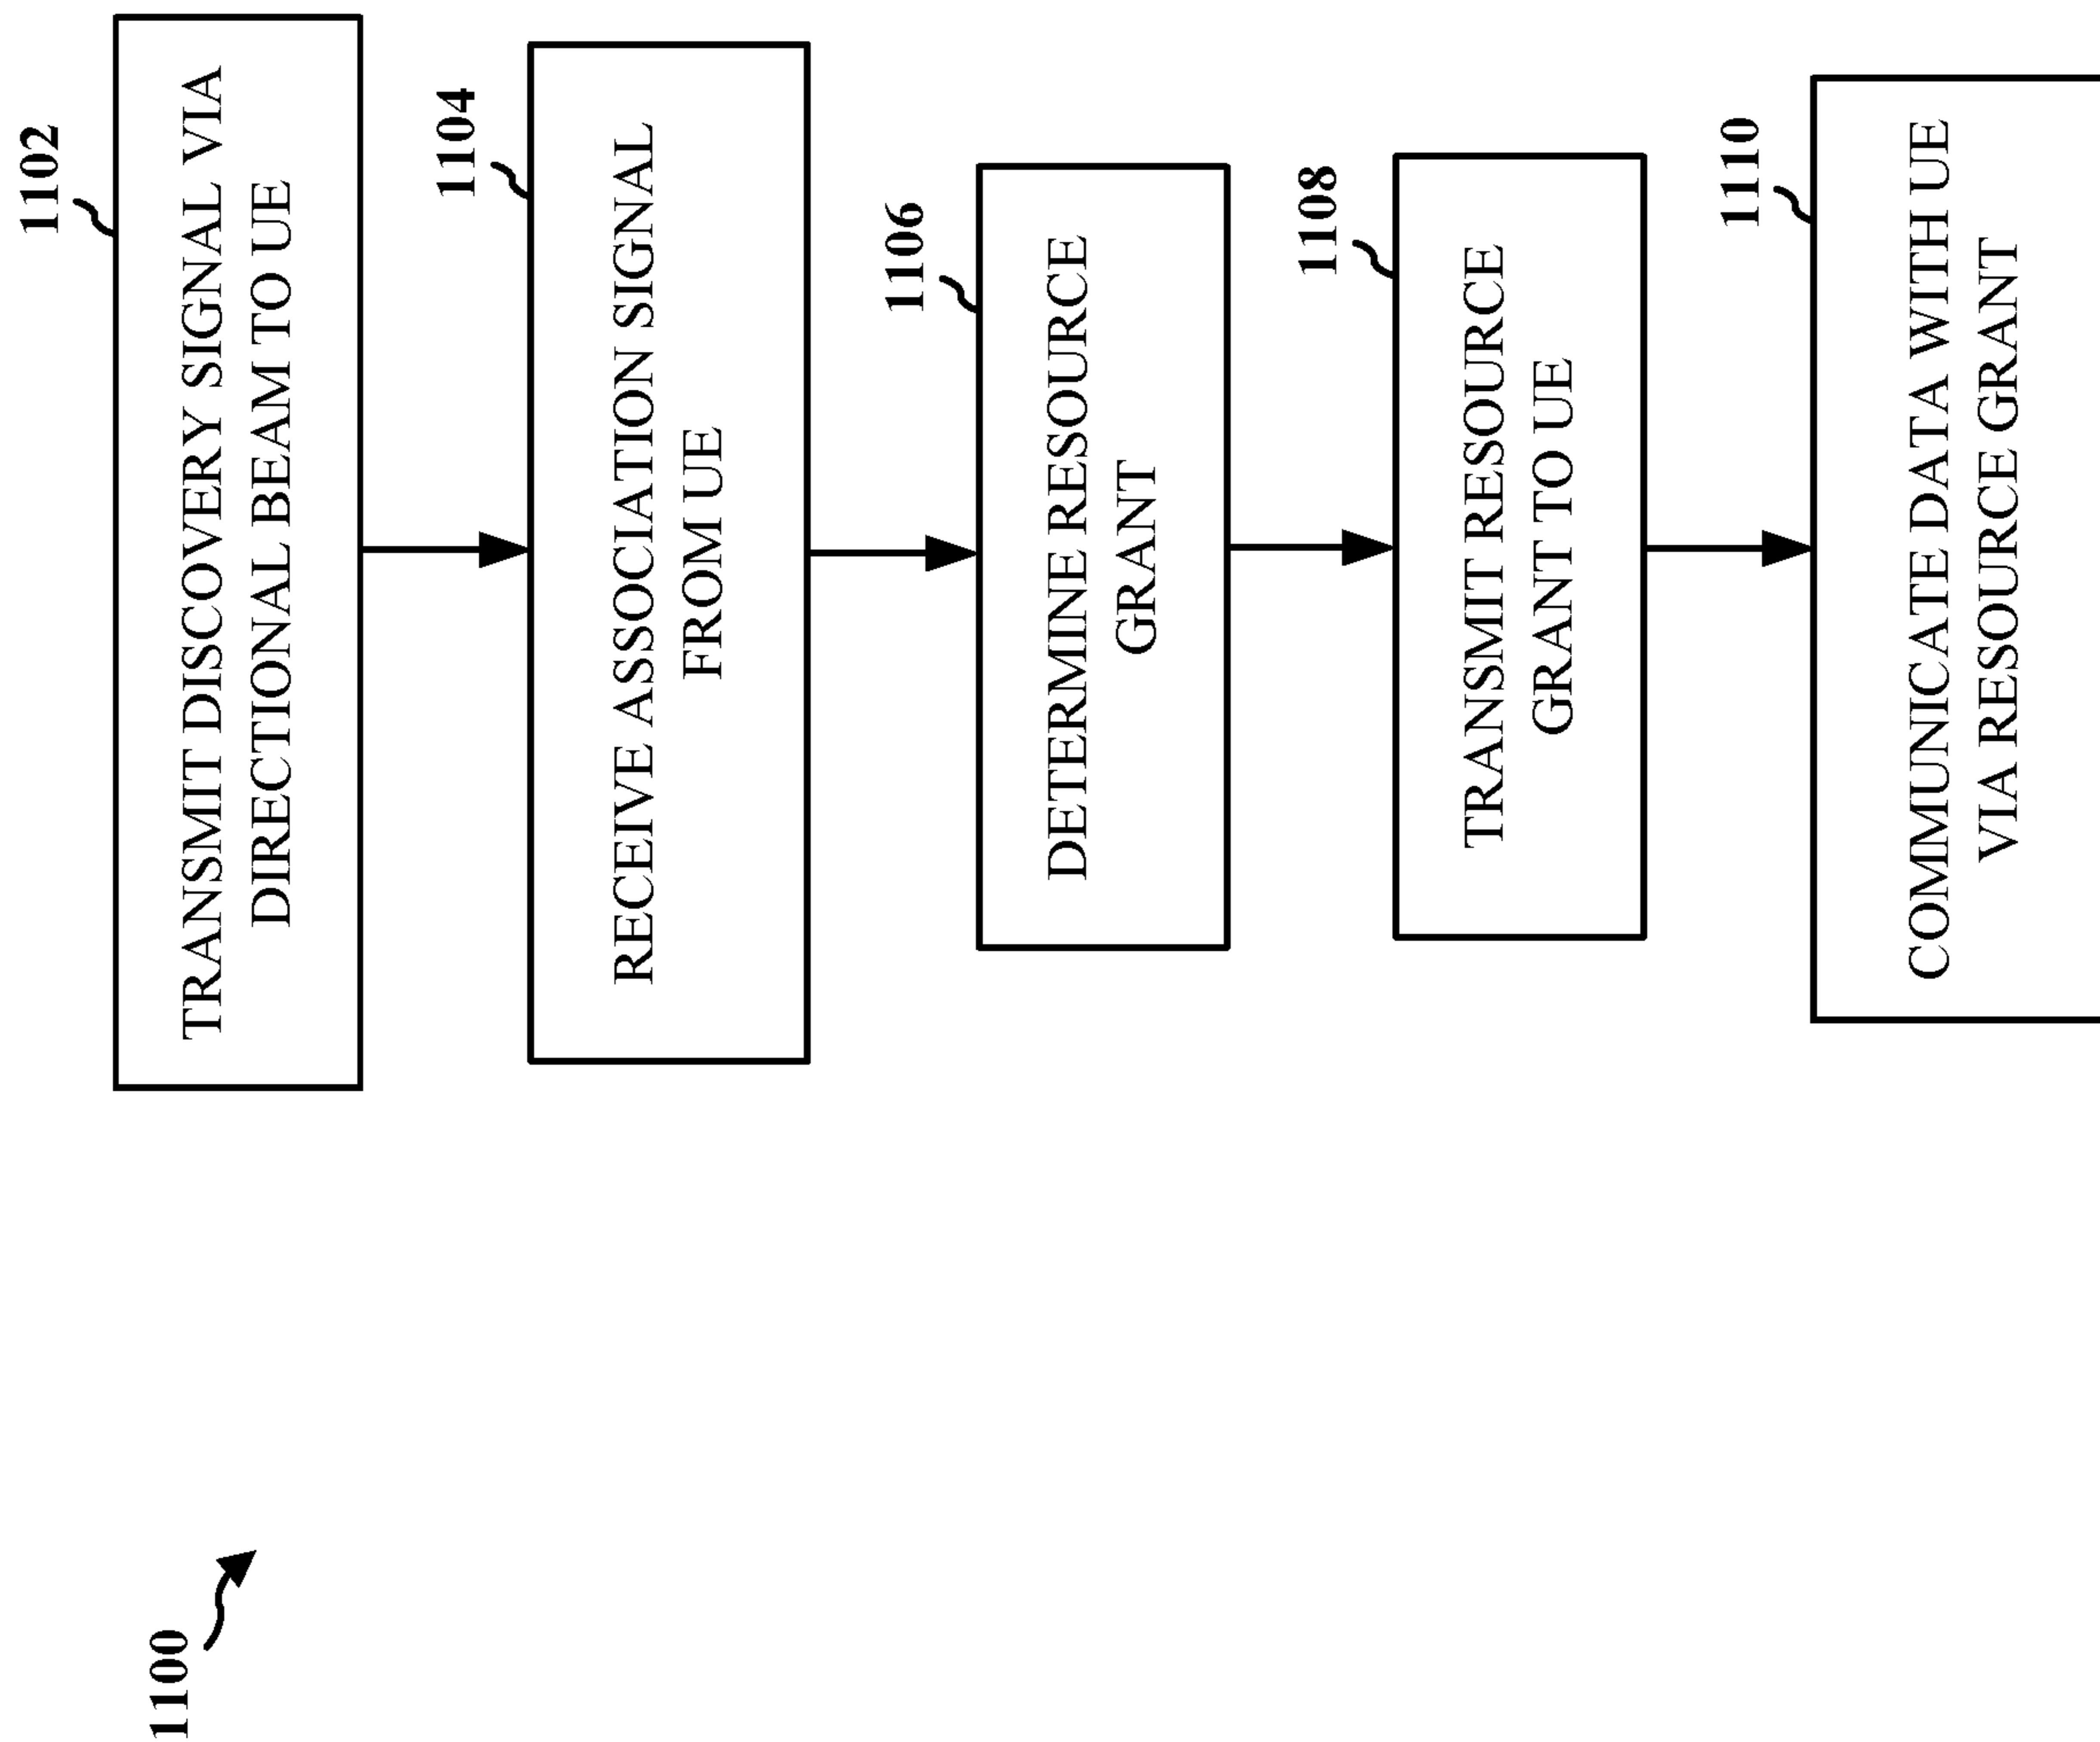 1100
1102
TRANSMIT DISCOVERY SIGNAL VIA
DIRECTIONAL BEAM TO UE
1104
RECEIVE ASSOCIATION SIGNAL
FROM UE
1106
DETERMINE RESOURCE
GRANT
1108
TRANSMIT RESOURCE
GRANT TO UE
1110
COMMUNICATE DATA WITH UE
VIA RESOURCE GRANT